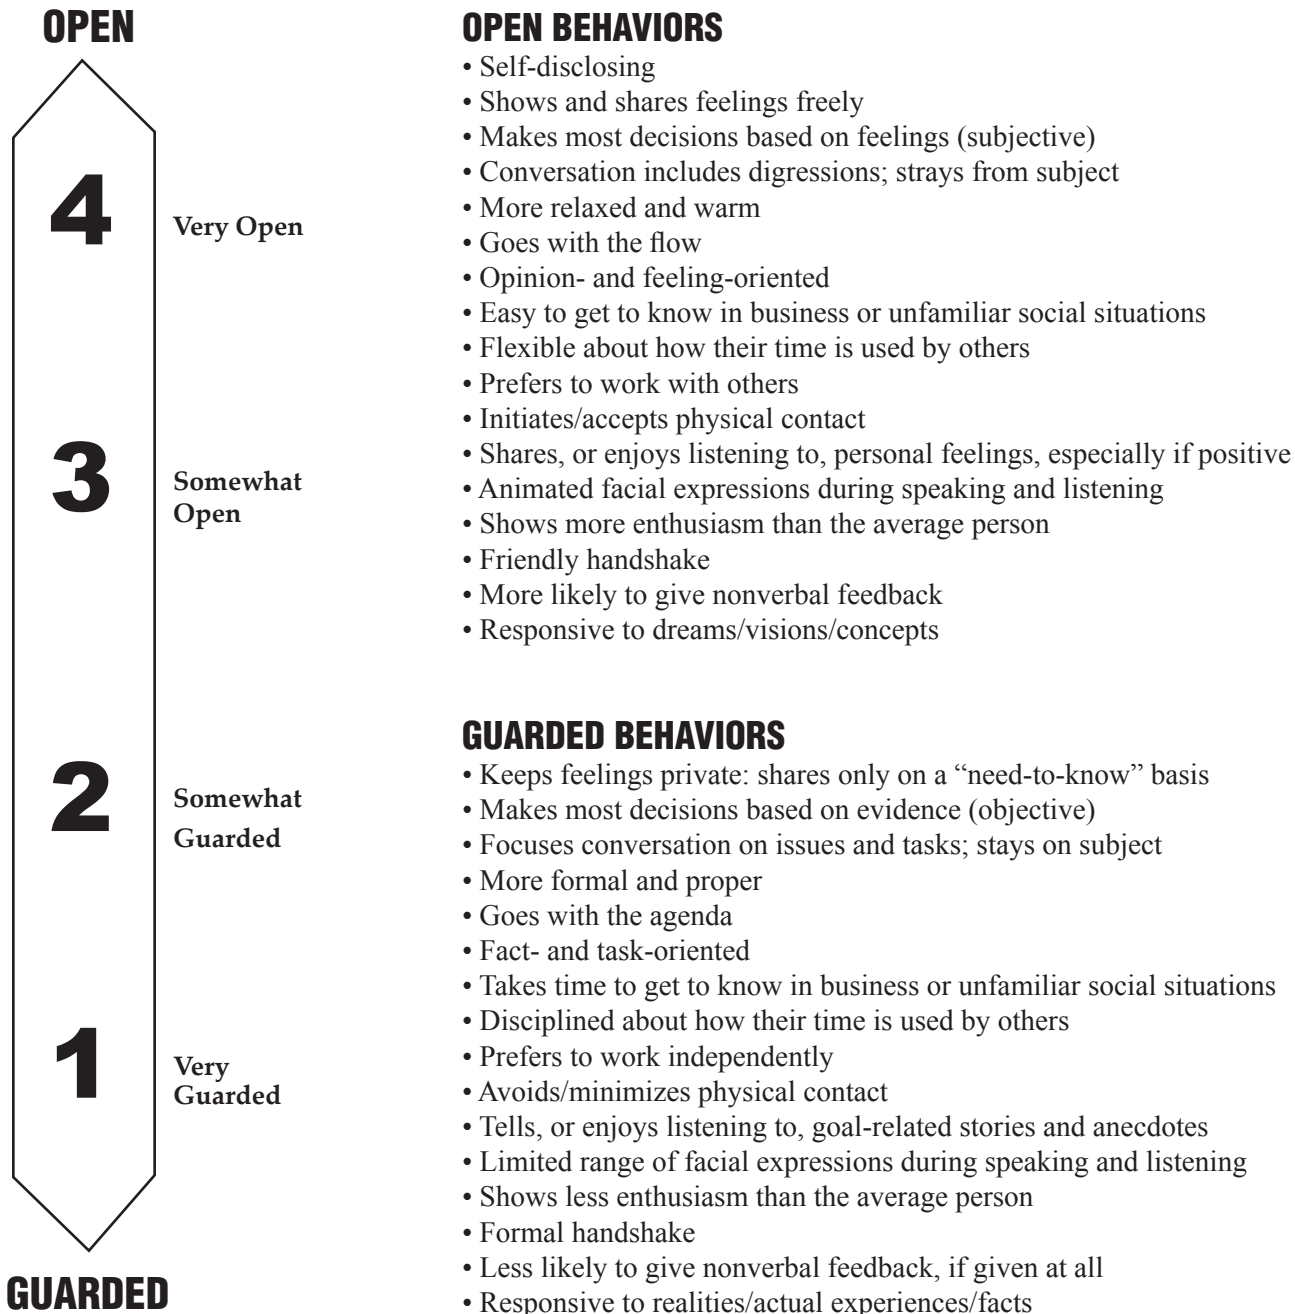 OPEN
4
Very Open
3
Somewhat
Open
2
Somewhat
Guarded
1
Very
Guarded
GUARDED
OPEN BEHAVIORS
• Self-disclosing
• Shows and shares feelings freely
• Makes most decisions based on feelings (subjective)
• Conversation includes digressions; strays from subject
• More relaxed and warm
• Goes with the flow
• Opinion- and feeling-oriented
• Easy to get to know in business or unfamiliar social situations
• Flexible about how their time is used by others
• Prefers to work with others
• Initiates/accepts physical contact
• Shares, or enjoys listening to, personal feelings, especially if positive
• Animated facial expressions during speaking and listening
• Shows more enthusiasm than the average person
• Friendly handshake
• More likely to give nonverbal feedback
• Responsive to dreams/visions/concepts
GUARDED BEHAVIORS
• Keeps feelings private: shares only on a “need-to-know” basis
• Makes most decisions based on evidence (objective)
• Focuses conversation on issues and tasks; stays on subject
• More formal and proper
• Goes with the agenda
• Fact- and task-oriented
• Takes time to get to know in business or unfamiliar social situations
• Disciplined about how their time is used by others
• Prefers to work independently
• Avoids/minimizes physical contact
• Tells, or enjoys listening to, goal-related stories and anecdotes
• Limited range of facial expressions during speaking and listening
• Shows less enthusiasm than the average person
• Formal handshake
• Less likely to give nonverbal feedback, if given at all
• Responsive to realities/actual experiences/facts